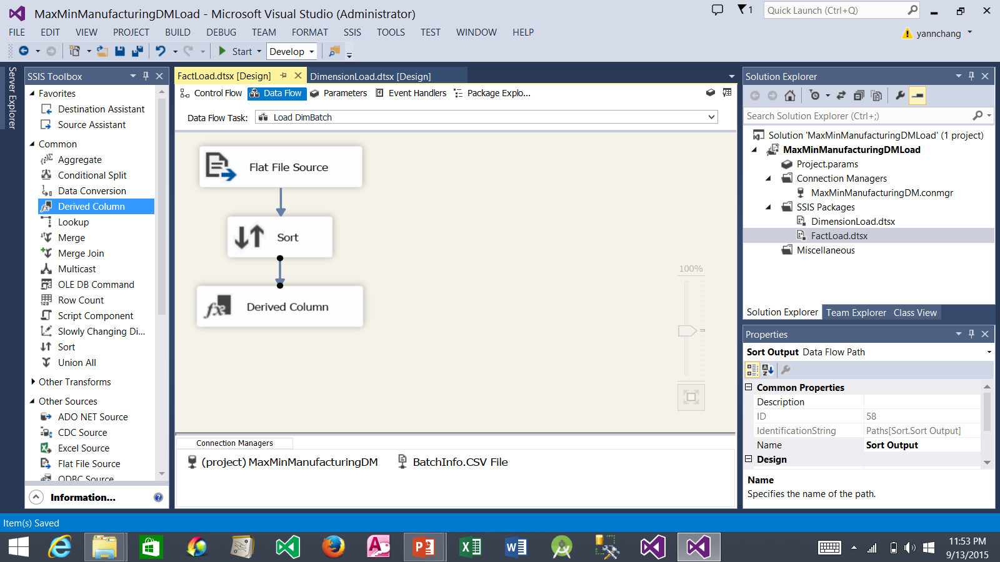 MaxMinManufacturingDMLoad - Microsoft Visual Studio (Administrator)
1
Quick Launch (Ctrl+Q)
FILE EDIT VIEW PROJECT BUILD DEBUG TEAM FORMAT SSIS TOOLS TEST WINDOW HELP
yannchang
Start
Develop
Server Explorer
SSIS Toolbox
Favorites
Destination Assistant
Source Assistant
Common
Aggregate
Conditional Split
Data Conversion
Derived Column
Lookup
Merge
Merge Join
Multicast
OLE DB Command
Row Count
Script Component
Slowly Changing Di...
Sort
Union All
Other Transforms
Other Sources
ADO NET Source
CDC Source
Excel Source
Flat File Source
ODBC Source
Information...
FactLoad.dtsx [Design]
DimensionLoad.dtsx [Design]
Control Flow
Data Flow
Parameters
Event Handlers
Package Explo...
Data Flow Task:
Load DimBatch
Flat File Source
Sort
Derived Column
100%
Connection Managers
(project) MaxMinManufacturingDM
BatchInfo.CSV File
Solution Explorer
Search Solution Explorer (Ctrl+;)
Solution 'MaxMinManufacturingDMLoad' (1 project)
MaxMinManufacturingDMLoad
Project.params
Connection Managers
MaxMinManufacturingDM.conmgr
SSIS Packages
DimensionLoad.dtsx
FactLoad.dtsx
Miscellaneous
Solution Explorer
Team Explorer
Class View
Properties
Sort Output Data Flow Path
Common Properties
Description
ID 58
IdentificationString Paths[Sort.Sort Output]
Name Sort Output
Design
Name
Specifies the name of the path.
Item(s) Saved
11:53 PM
9/13/2015